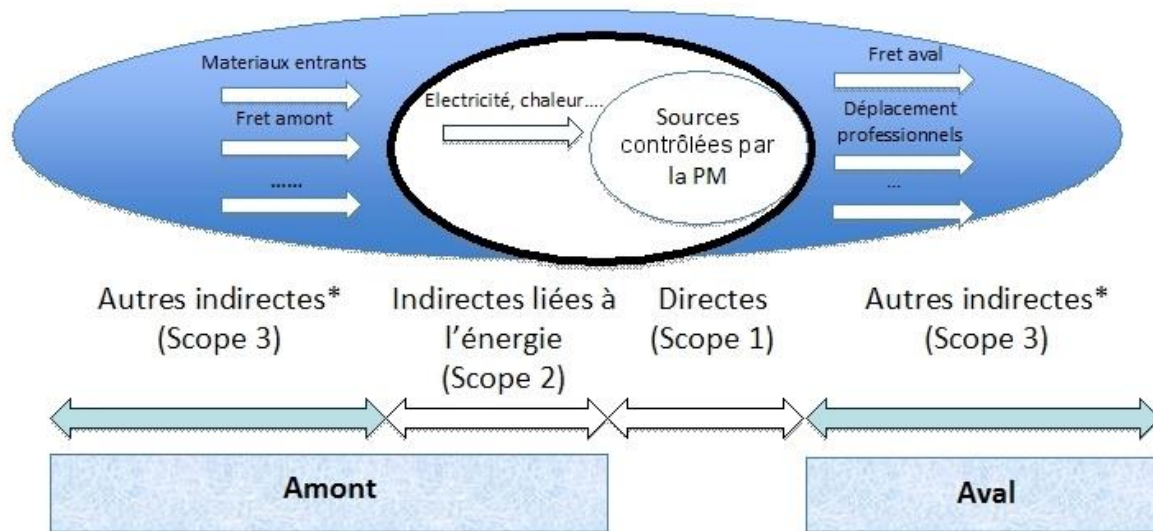 Materiaux entrants
Fret amont
......
Electricité, chaleur....
Sources
contrôlées par
la PM
Fret aval
Déplacement
professionnels
...
Autres indirectes*
(Scope 3)
Indirectes liées à
l'énergie
(Scope 2)
Directes
(Scope 1)
Autres indirectes*
(Scope 3)
Amont
Aval